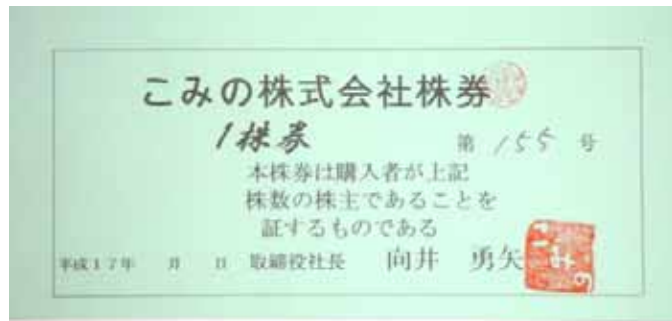 こみの株式会社株券
1株券 第155号
本株券は購入者が上記
株数の株主であることを
証するものである
平成17年 月 日 取締役社長 向井 勇矢